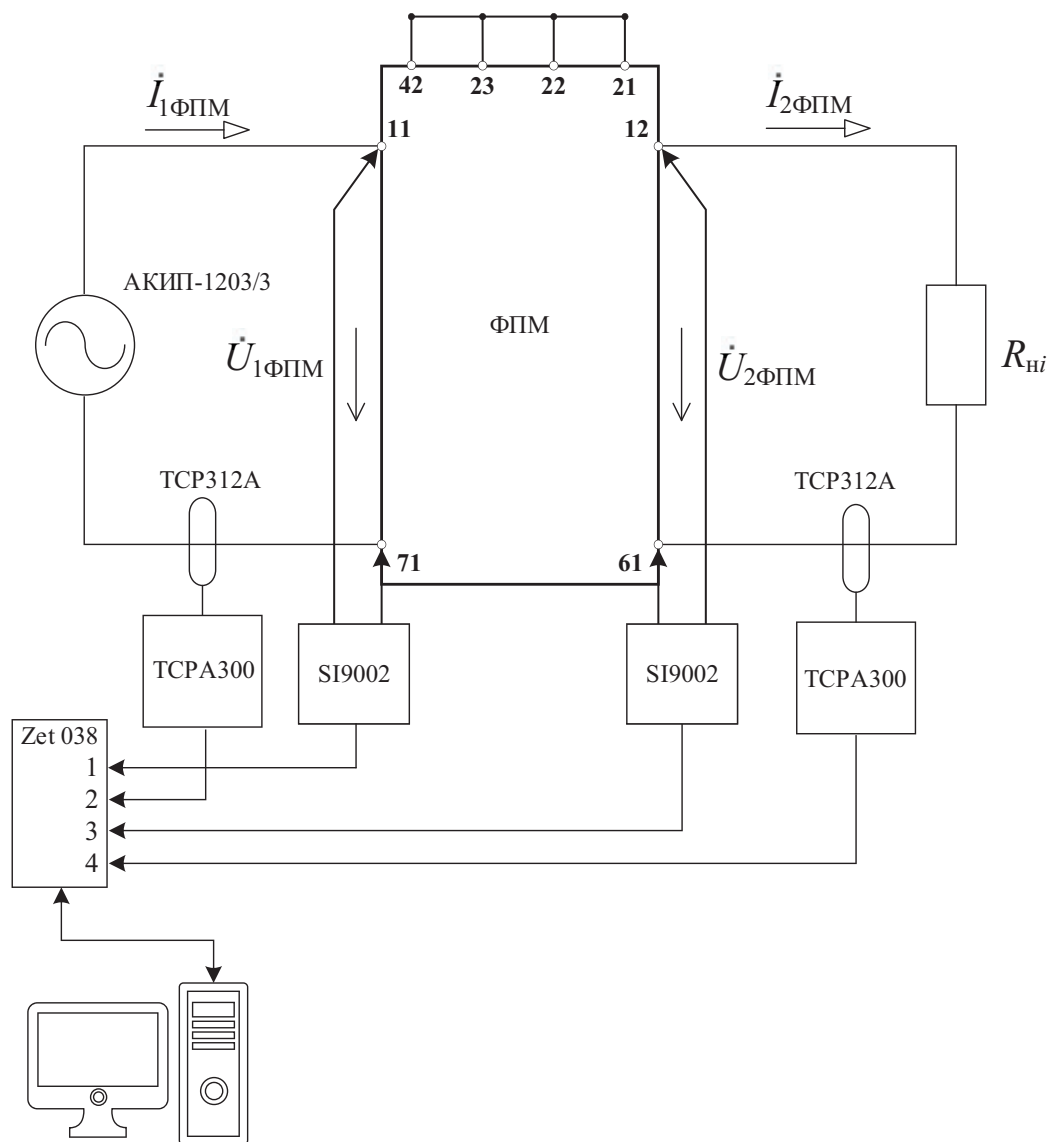 42 23 22 21
İ1ФПМ
İ2ФПМ
11
12
АКИП-1203/3
ФПМ
U̇1ФПМ
U̇2ФПМ
Rнi
TCP312A
TCP312A
71
61
TCPA300
SI9002
SI9002
TCPA300
Zet 038
1
2
3
4